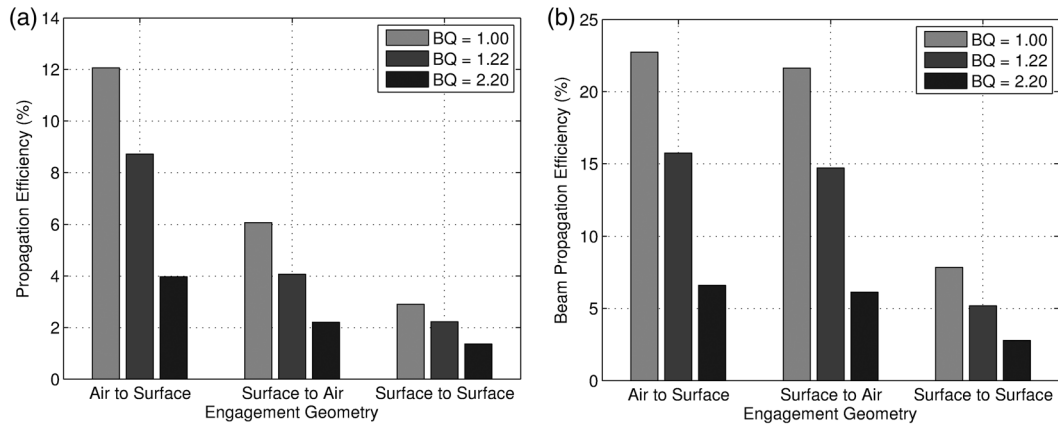 (a)
14
12
10
8
6
4
2
0
Propagation Efficiency (%)
BQ = 1.00
BQ = 1.22
BQ = 2.20
Air to Surface Surface to Air Surface to Surface
Engagement Geometry
(b)
25
20
15
10
5
0
Beam Propagation Efficiency (%)
BQ = 1.00
BQ = 1.22
BQ = 2.20
Air to Surface Surface to Air Surface to Surface
Engagement Geometry